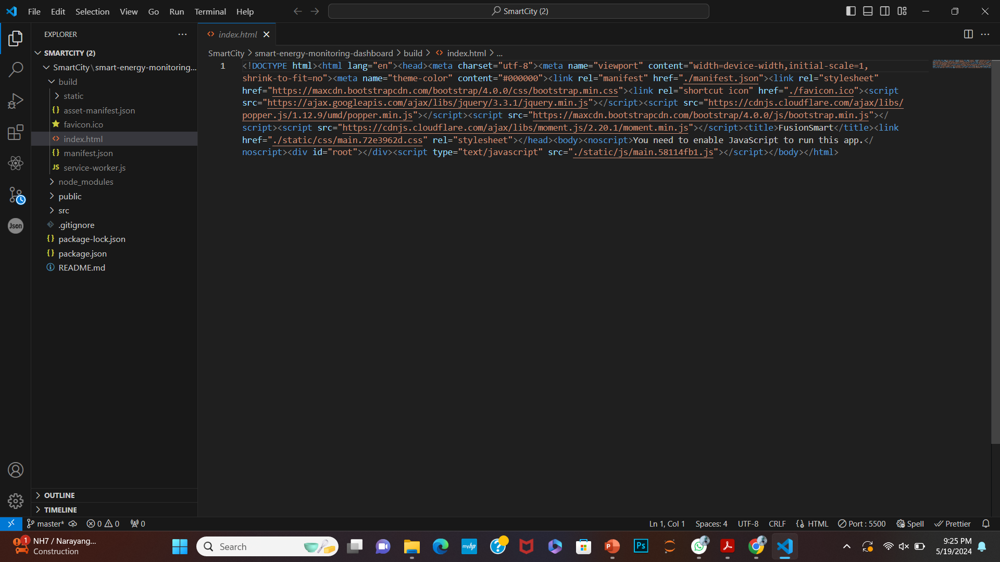 File Edit Selection View Go Run Terminal Help
SmartCity (2)
EXPLORER
index.html
SMARTCITY (2)
SmartCity\smart-energy-monitoring...
build
static
asset-manifest.json
favicon.ico
index.html
manifest.json
service-worker.js
node_modules
public
src
.gitignore
package-lock.json
package.json
README.md
OUTLINE
TIMELINE
Json
SmartCity > smart-energy-monitoring-dashboard > build > index.html > ...
1 <!DOCTYPE html><html lang="en"><head><meta charset="utf-8"><meta name="viewport" content="width=device-width,initial-scale=1,
shrink-to-fit=no"><meta name="theme-color" content="#000000"><link rel="manifest" href="./manifest.json"><link rel="stylesheet"
href="https://maxcdn.bootstrapcdn.com/bootstrap/4.0.0/css/bootstrap.min.css"><link rel="shortcut icon" href="./favicon.ico"><script
src="https://ajax.googleapis.com/ajax/libs/jquery/3.3.1/jquery.min.js"></script><script src="https://cdnjs.cloudflare.com/ajax/libs/
popper.js/1.12.9/umd/popper.min.js"></script><script src="https://maxcdn.bootstrapcdn.com/bootstrap/4.0.0/js/bootstrap.min.js"></
script><script src="https://cdnjs.cloudflare.com/ajax/libs/moment.js/2.20.1/moment.min.js"></script><title>FusionSmart</title><link
href="./static/css/main.72e3962d.css" rel="stylesheet"></head><body><noscript>You need to enable JavaScript to run this app.</
noscript><div id="root"></div><script type="text/javascript" src="./static/js/main.58114fb1.js"></script></body></html>
master* 0 0 0 Ln 1, Col 1 Spaces: 4 UTF-8 CRLF HTML Port : 5500 Spell Prettier
1 NH7 / Narayang...
Construction
Search
myhp
Ps
9:25 PM
5/19/2024